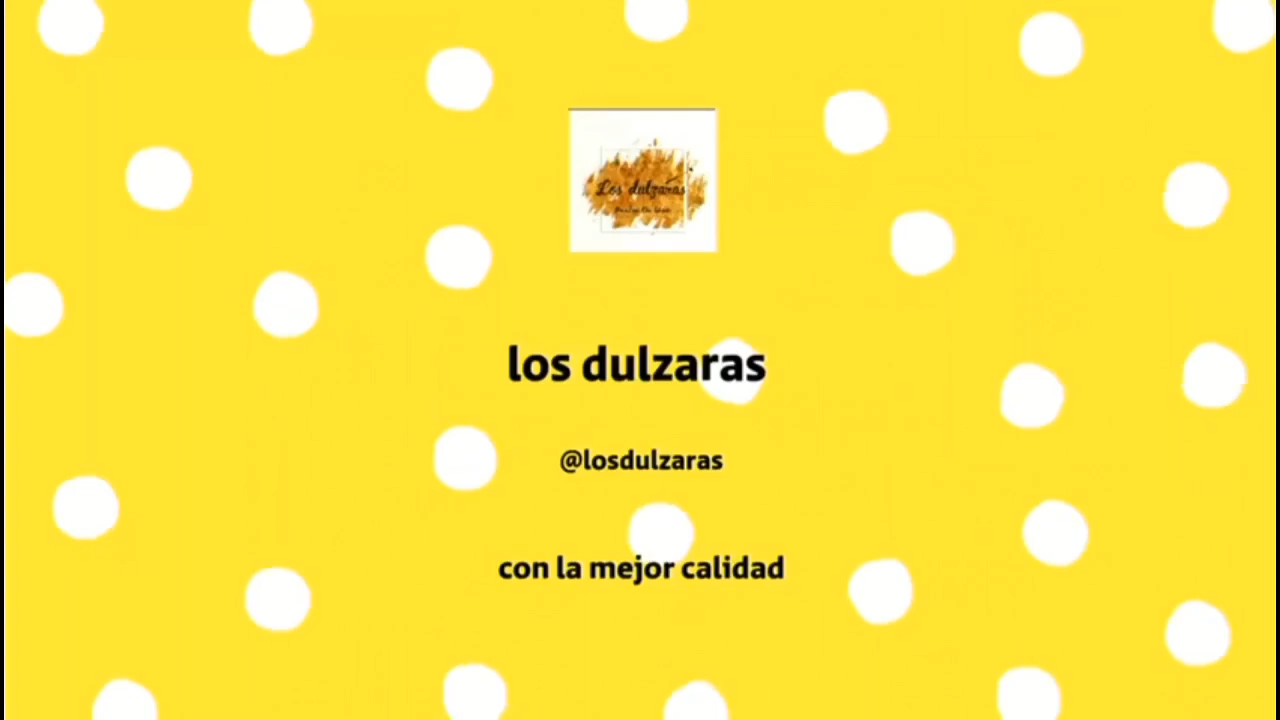 Los dulzaras
los dulzaras
@losdulzaras
con la mejor calidad